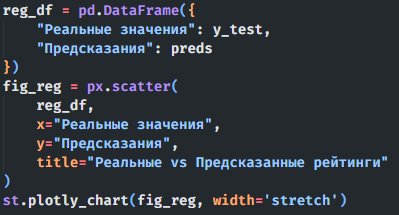 reg_df = pd.DataFrame({
    "Реальные значения": y_test,
    "Предсказания": preds
})
fig_reg = px.scatter(
    reg_df,
    x="Реальные значения",
    y="Предсказания",
    title="Реальные vs Предсказанные рейтинги"
)
st.plotly_chart(fig_reg, width='stretch')